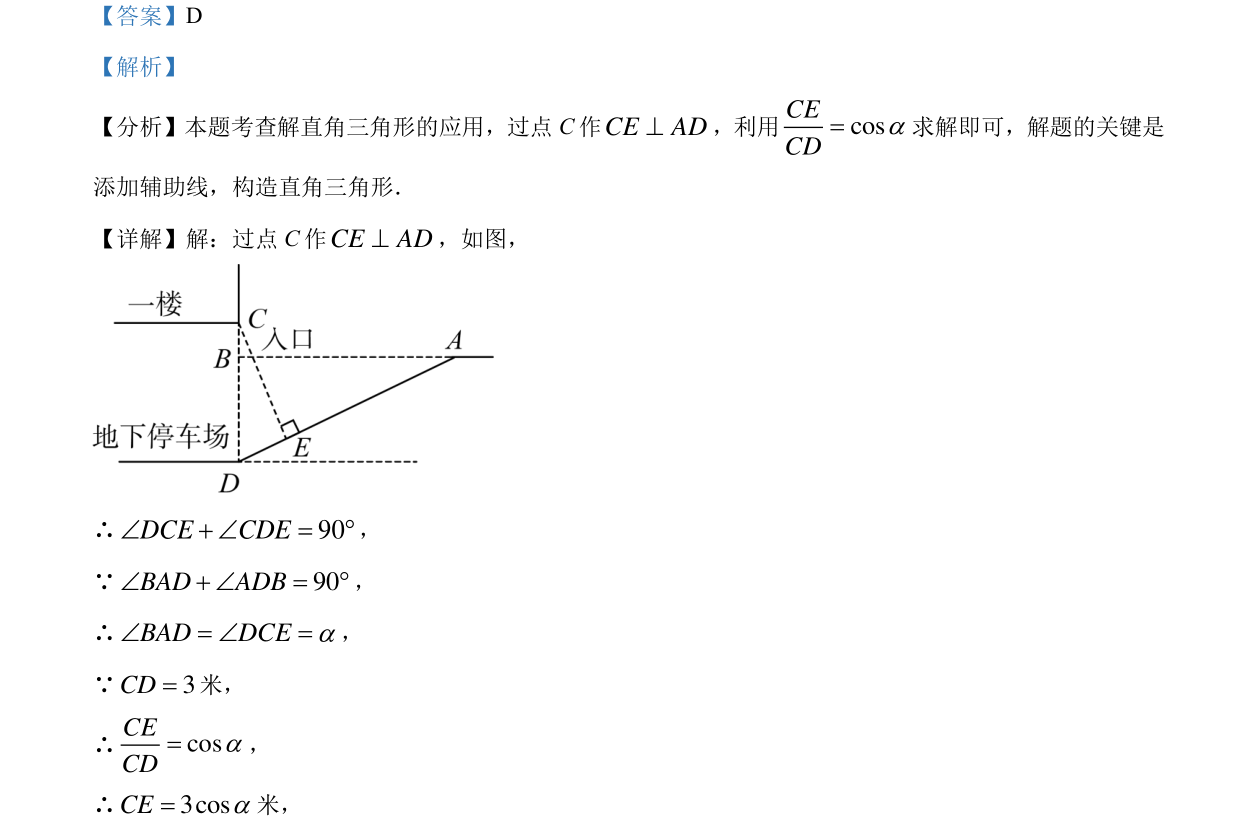 【答案】D
【解析】
【分析】本题考查解直角三角形的应用，过点 C 作 CE ⊥ AD，利用 CE/CD = cosα 求解即可，解题的关键是
添加辅助线，构造直角三角形.
【详解】解：过点 C 作 CE ⊥ AD，如图，
一楼
C
入口
A
B
地下停车场
E
D
∴ ∠DCE + ∠CDE = 90°，
∵ ∠BAD + ∠ADB = 90°，
∴ ∠BAD = ∠DCE = α，
∵ CD = 3 米，
∴ CE/CD = cosα，
∴ CE = 3cosα 米，